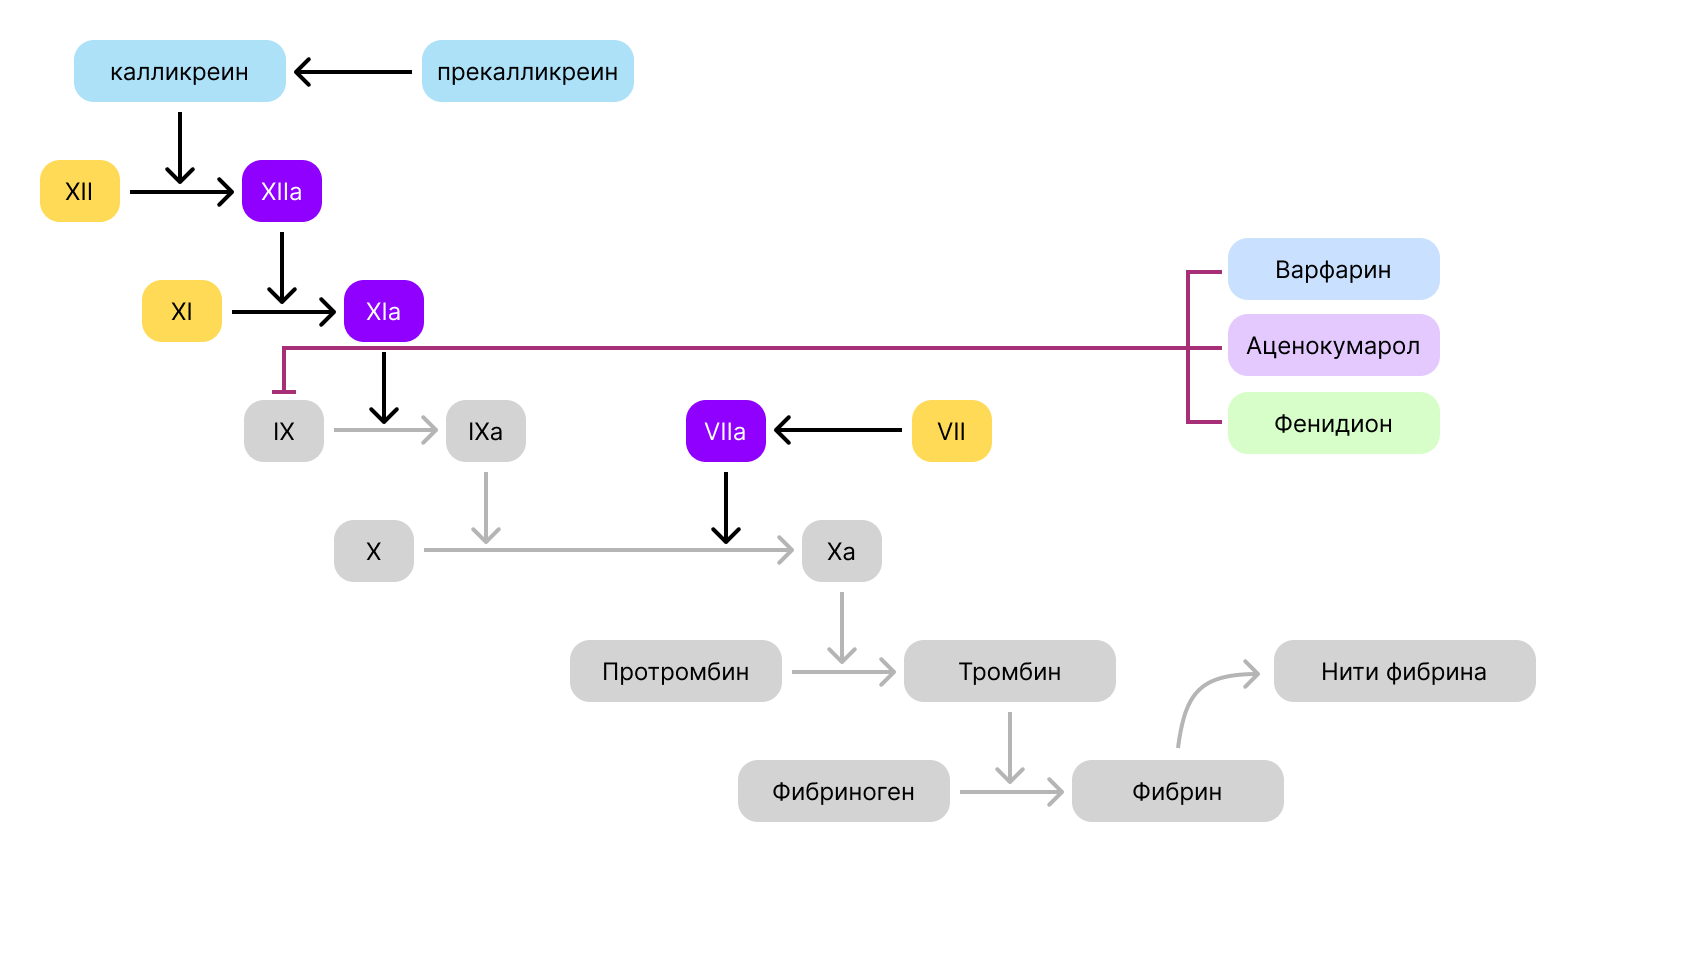 калликреин
прекалликреин
XII
XIIa
XI
XIa
Варфарин
Аценокумарол
Фенидион
IX
IXa
VIIa
VII
X
Xa
Протромбин
Тромбин
Нити фибрина
Фибриноген
Фибрин